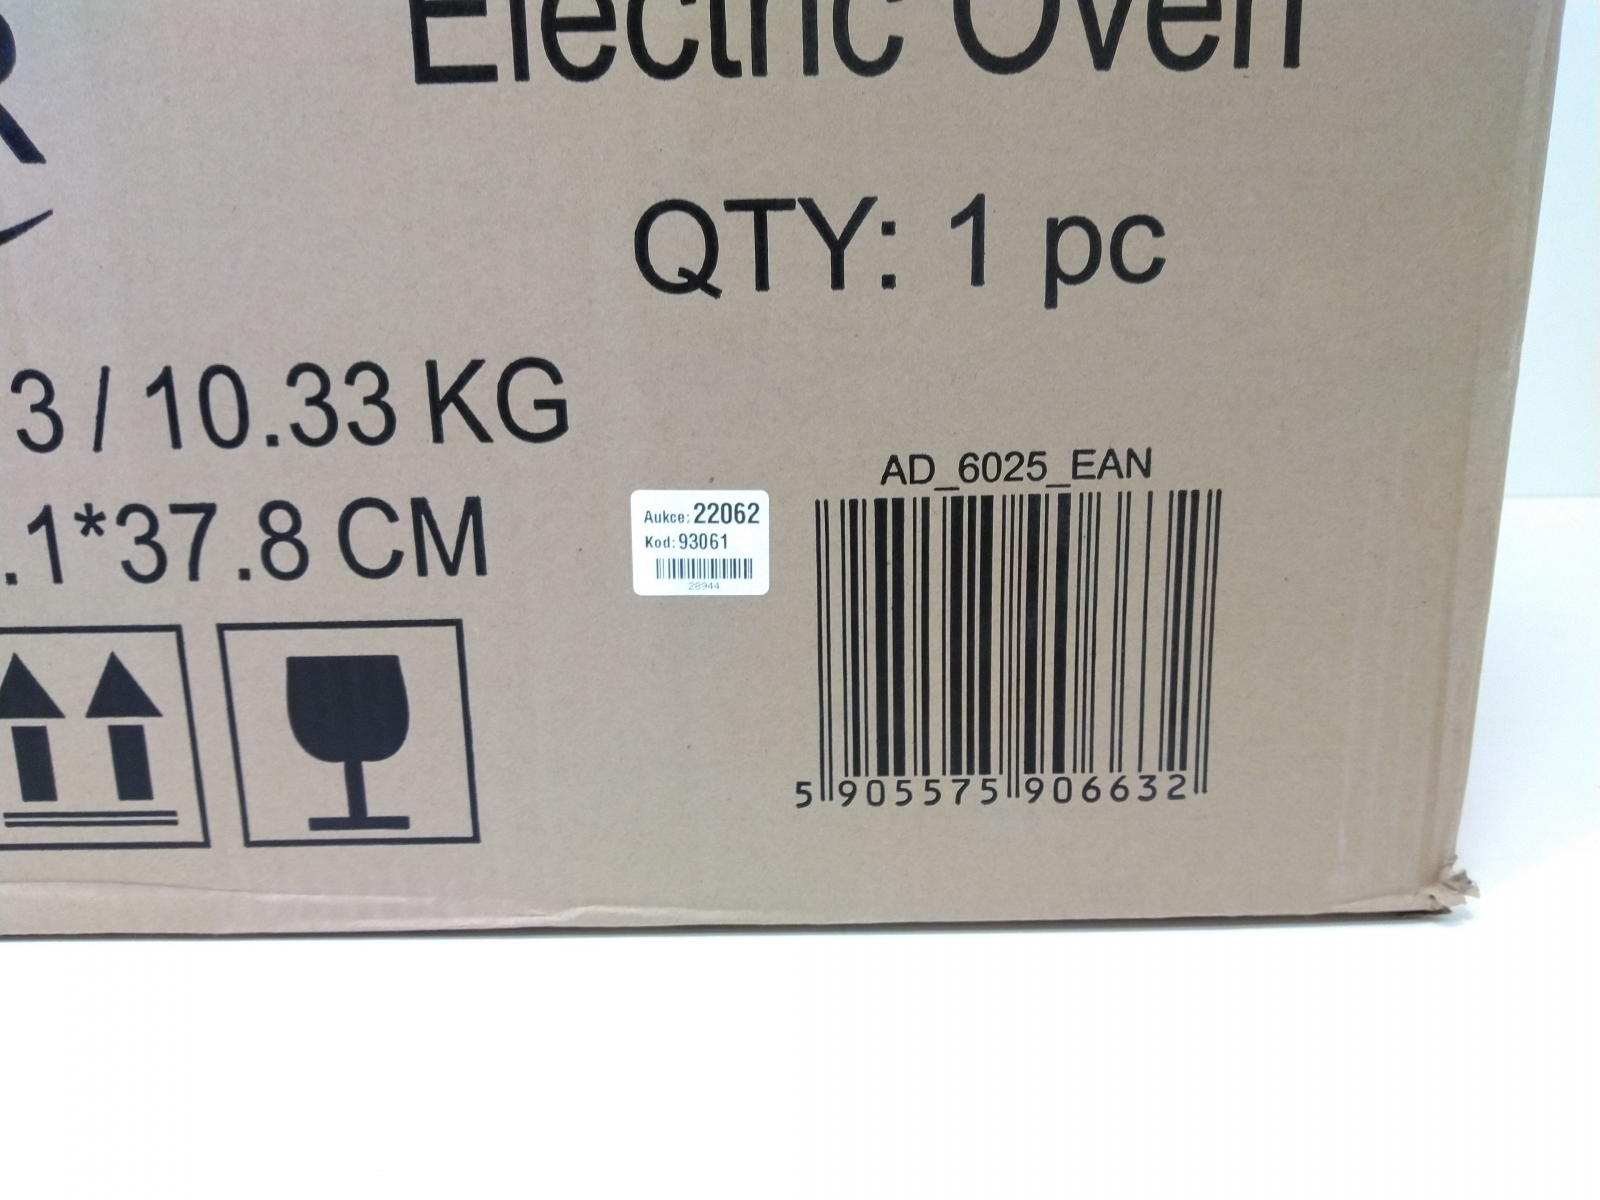 R
Electric Oven
QTY: 1 pc
3 / 10.33 KG
.1*37.8 CM
Aukce: 22062
Kod: 93061
28944
AD_6025_EAN
5 905575 906632